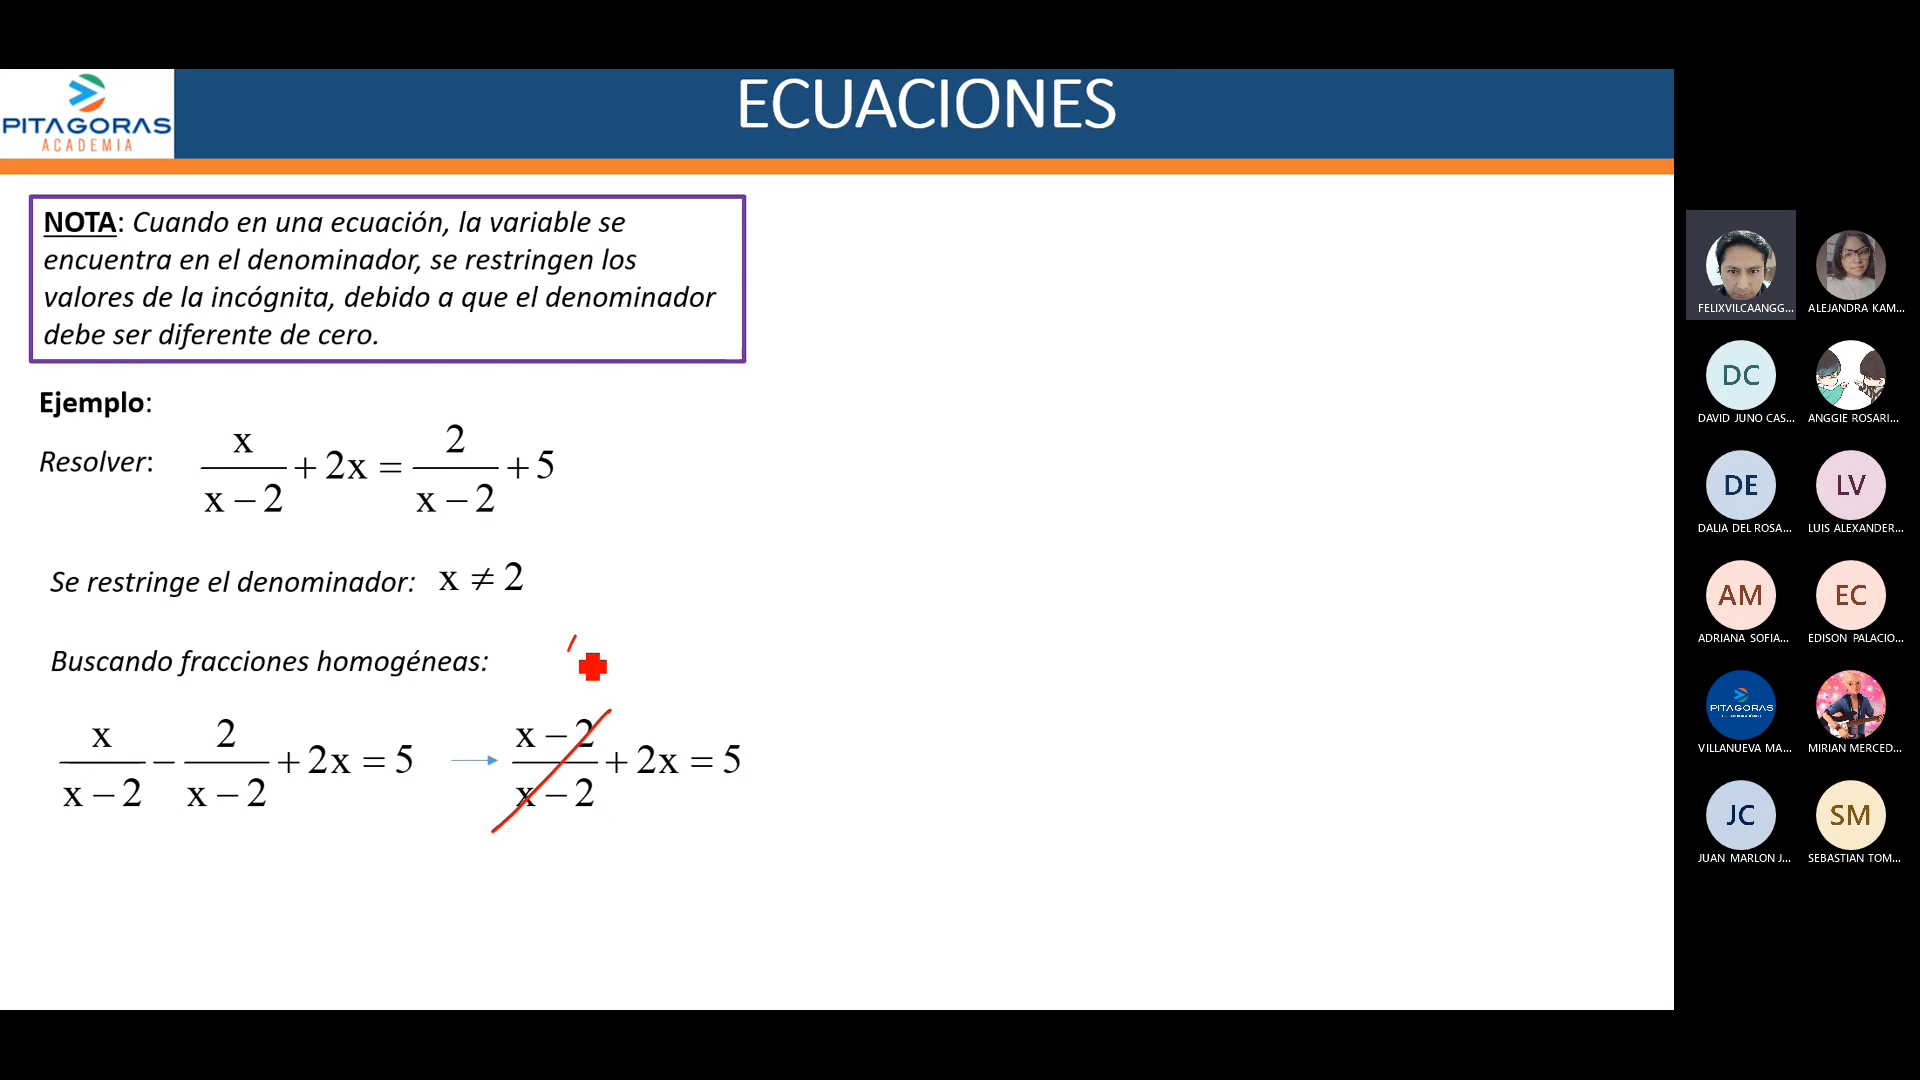 ECUACIONES
PITAGORAS
ACADEMIA
NOTA: Cuando en una ecuación, la variable se
encuentra en el denominador, se restringen los
valores de la incógnita, debido a que el denominador
debe ser diferente de cero.
Ejemplo:
Resolver: x/(x − 2) + 2x = 2/(x − 2) + 5
Se restringe el denominador: x ≠ 2
Buscando fracciones homogéneas:
x/(x − 2) − 2/(x − 2) + 2x = 5 → (x − 2)/(x − 2) + 2x = 5
FELIXVILCAANGG...
ALEJANDRA KAM...
DC
DAVID JUNO CAS...
ANGGIE ROSARI...
DE
DALIA DEL ROSA...
LV
LUIS ALEXANDER...
AM
ADRIANA SOFIA...
EC
EDISON PALACIO...
PITAGORAS
VILLANUEVA MA...
MIRIAN MERCED...
JC
JUAN MARLON J...
SM
SEBASTIAN TOM...